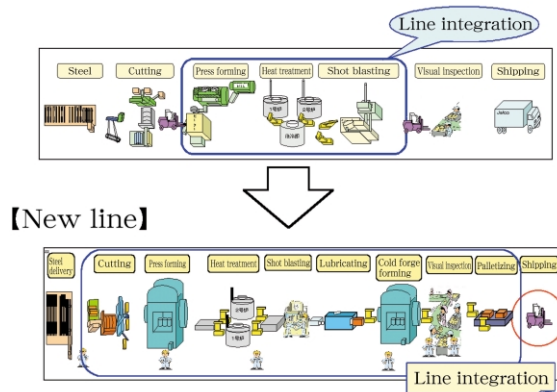 Line integration
Steel
Cutting
Press forming
Heat treatment
Shot blasting
Visual inspection
Shipping
【New line】
Steel
delivery
Cutting
Press forming
Heat treatment
Shot blasting
Lubricating
Cold forge
forming
Visual inspection
Palletizing
Shipping
Line integration